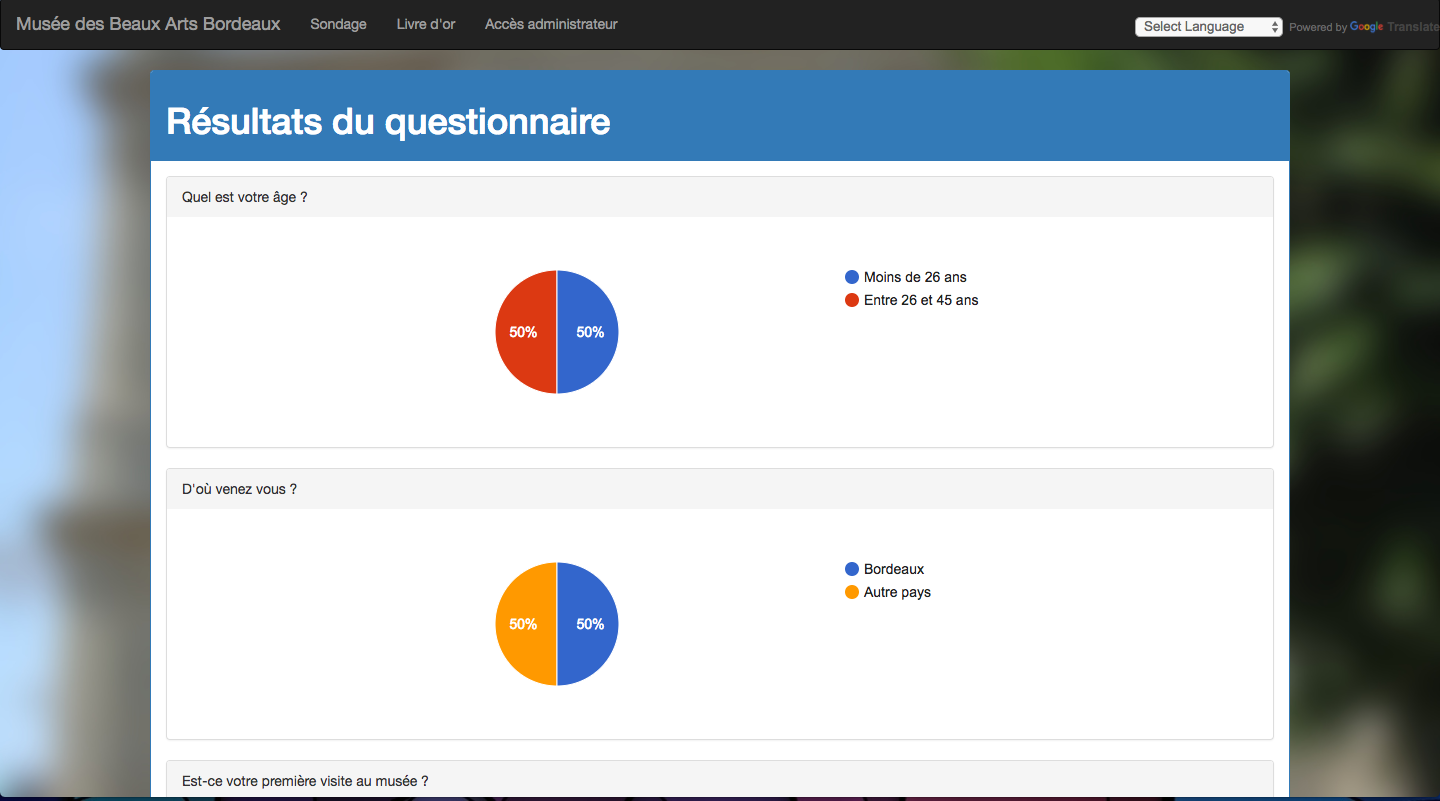 Musée des Beaux Arts Bordeaux Sondage Livre d'or Accès administrateur Select Language Powered by Google Translate
Résultats du questionnaire
Quel est votre âge ?
50% 50%
Moins de 26 ans
Entre 26 et 45 ans
D'où venez vous ?
50% 50%
Bordeaux
Autre pays
Est-ce votre première visite au musée ?